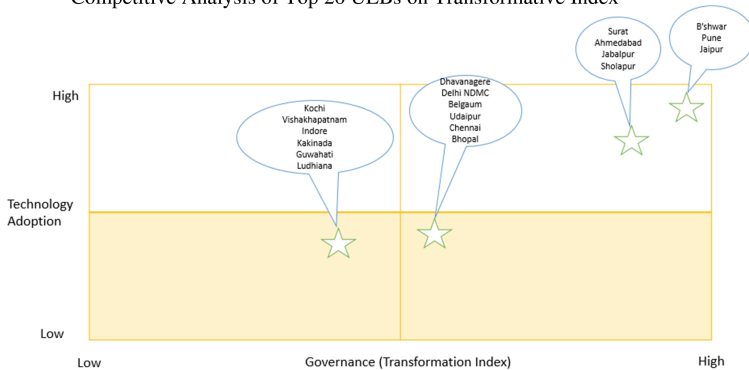 Competitive Analysis of Top 20 ULBs on Transformative Index
B'shwar
Pune
Jaipur
Surat
Ahmedabad
Jabalpur
Sholapur
Dhavanagere
Delhi NDMC
Belgaum
Udaipur
Chennai
Bhopal
Kochi
Vishakhapatnam
Indore
Kakinada
Guwahati
Ludhiana
High
Technology
Adoption
Low
Low
Governance (Transformation Index)
High